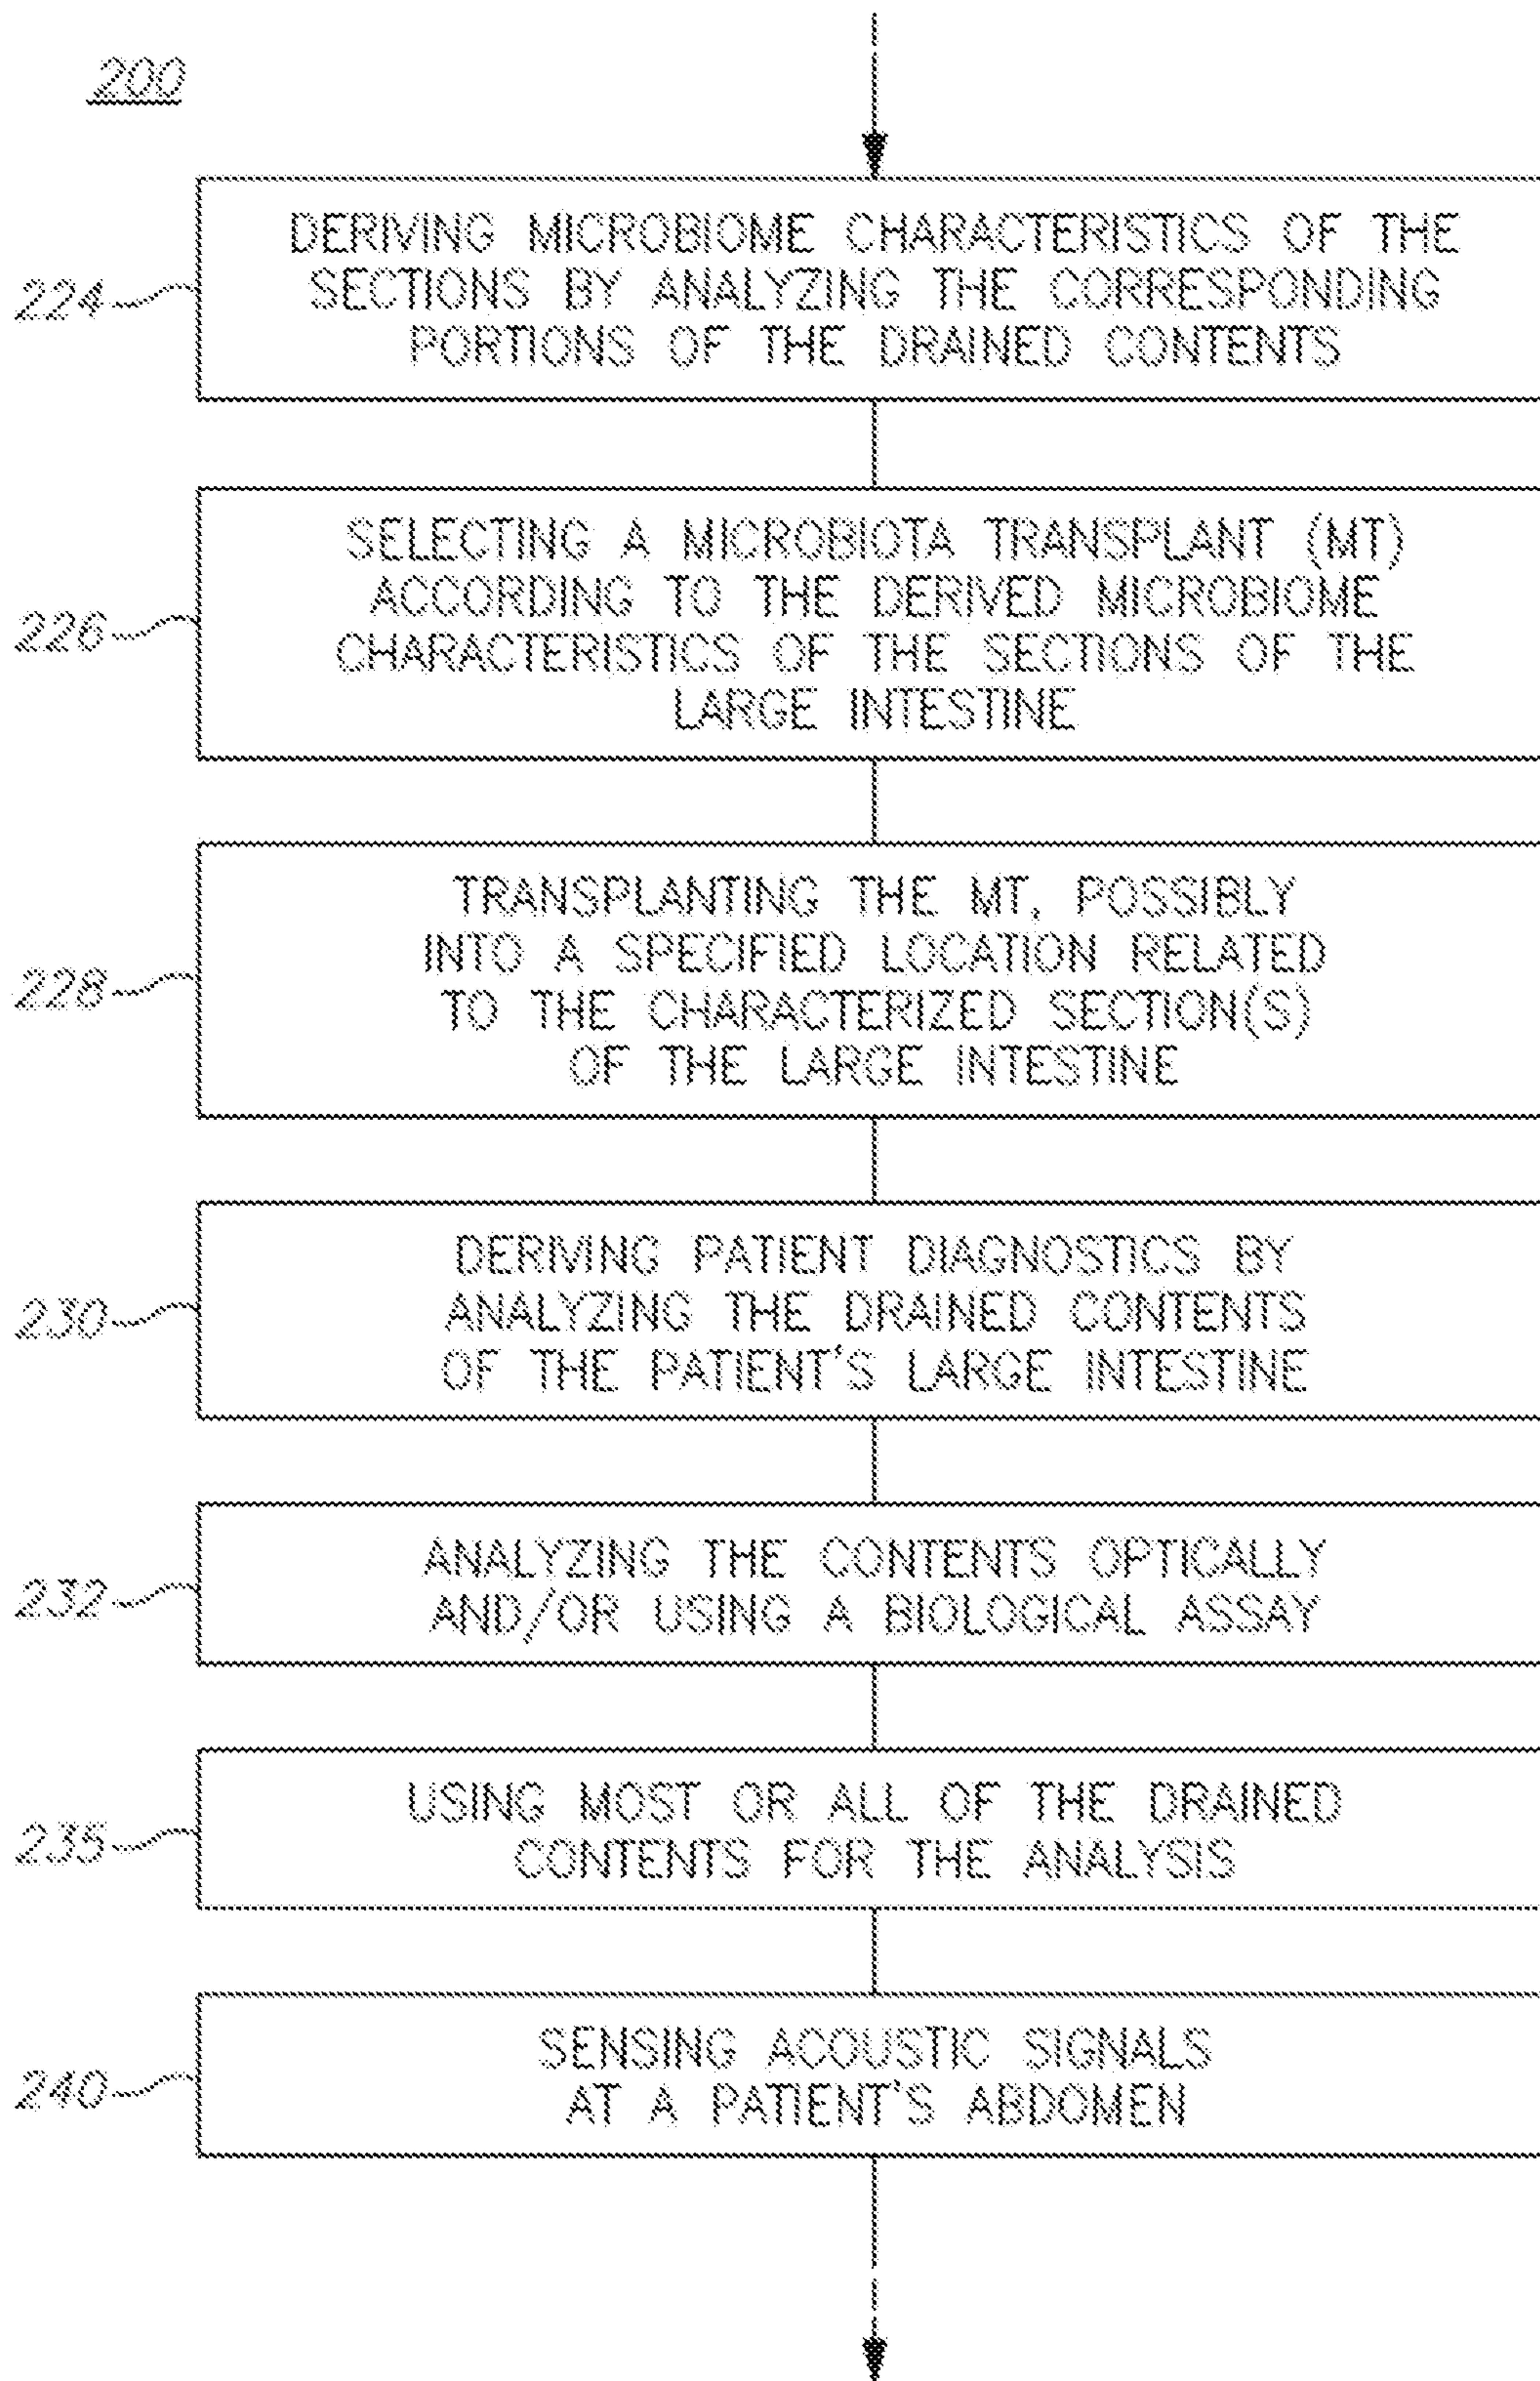 200
224
DERIVING MICROBIOME CHARACTERISTICS OF THE
SECTIONS BY ANALYZING THE CORRESPONDING
PORTIONS OF THE DRAINED CONTENTS
226
SELECTING A MICROBIOTA TRANSPLANT (MT)
ACCORDING TO THE DERIVED MICROBIOME
CHARACTERISTICS OF THE SECTIONS OF THE
LARGE INTESTINE
228
TRANSPLANTING THE MT, POSSIBLY
INTO A SPECIFIED LOCATION RELATED
TO THE CHARACTERIZED SECTION(S)
OF THE LARGE INTESTINE
230
DERIVING PATIENT DIAGNOSTICS BY
ANALYZING THE DRAINED CONTENTS
OF THE PATIENT'S LARGE INTESTINE
232
ANALYZING THE CONTENTS OPTICALLY
AND/OR USING A BIOLOGICAL ASSAY
235
USING MOST OR ALL OF THE DRAINED
CONTENTS FOR THE ANALYSIS
240
SENSING ACOUSTIC SIGNALS
AT A PATIENT'S ABDOMEN